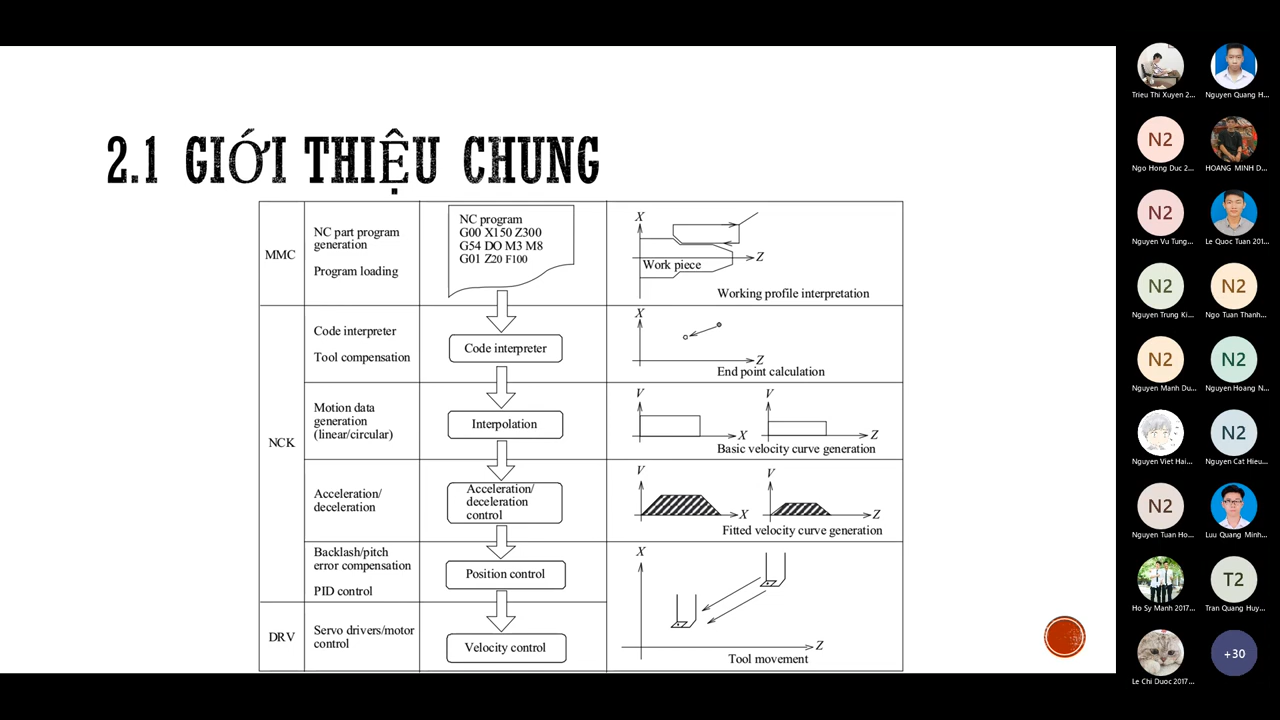 2.1 GIỚI THIỆU CHUNG
MMC
NC part program
generation
Program loading
NC program
G00 X150 Z300
G54 DO M3 M8
G01 Z20 F100
X
Z
Work piece
Working profile interpretation
NCK
Code interpreter
Tool compensation
Code interpreter
X
Z
End point calculation
Motion data
generation
(linear/circular)
Interpolation
V
X
V
Z
Basic velocity curve generation
Acceleration/
deceleration
Acceleration/
deceleration
control
V
X
V
Z
Fitted velocity curve generation
Backlash/pitch
error compensation
PID control
Position control
X
Z
Tool movement
DRV
Servo drivers/motor
control
Velocity control
Trieu Thi Xuyen 2...
Nguyen Quang H...
N2
Ngo Hong Duc 2...
HOANG MINH D...
N2
Nguyen Vu Tung...
Le Quoc Tuan 201...
N2
Nguyen Trung Ki...
N2
Ngo Tuan Thanh...
N2
Nguyen Manh Du...
N2
Nguyen Hoang N...
Nguyen Viet Hai...
N2
Nguyen Cat Hieu...
N2
Nguyen Tuan Ho...
Luu Quang Minh...
Ho Sy Manh 2017...
T2
Tran Quang Huy...
Le Chi Duoc 2017...
+30